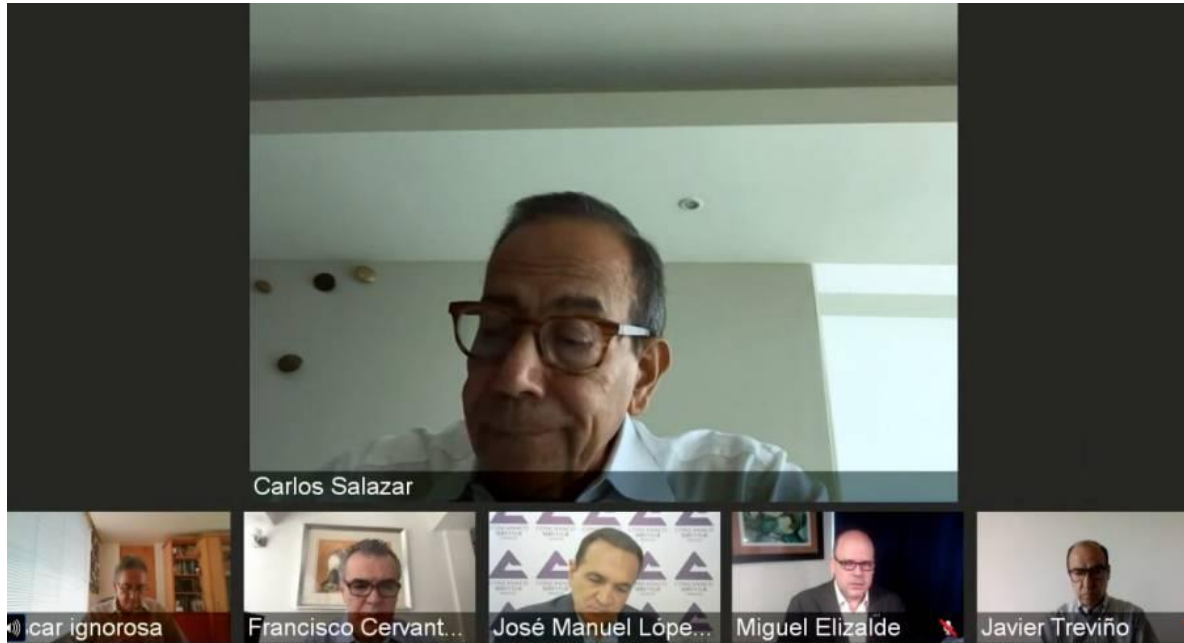 Carlos Salazar
car ignorosa
Francisco Cervant...
José Manuel Lópe...
Miguel Elizalde
Javier Treviño